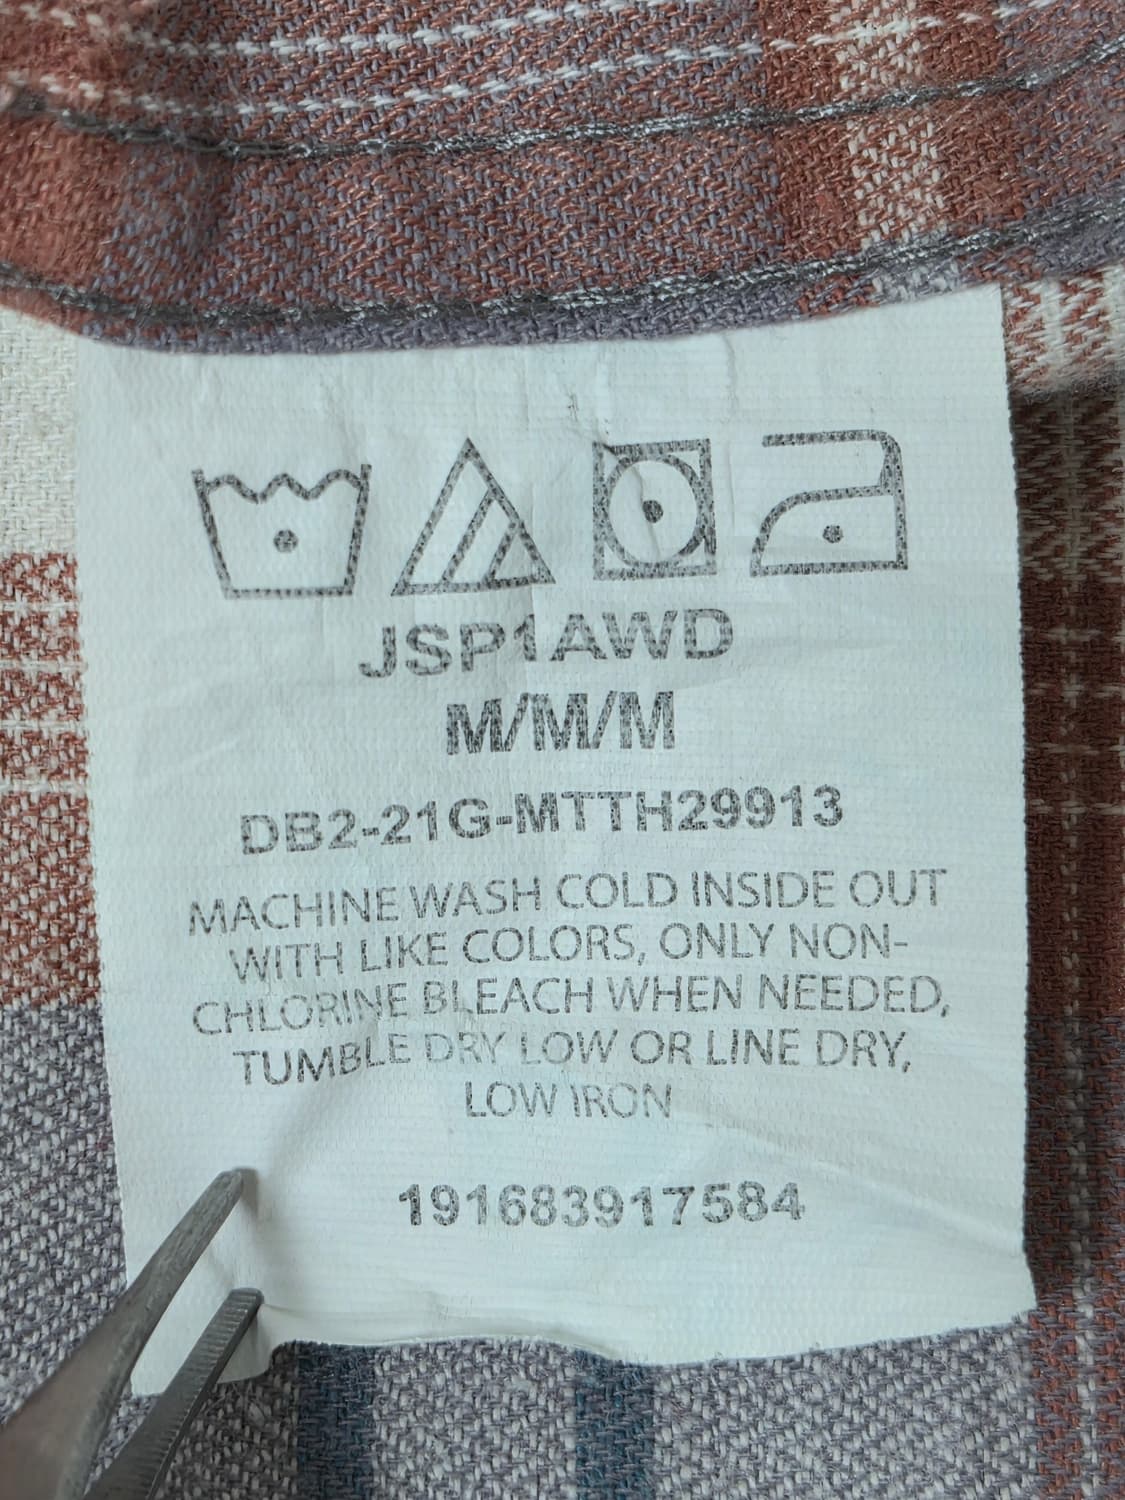 JSP1AWD
M/M/M
DB2-21G-MTTH29913
MACHINE WASH COLD INSIDE OUT
WITH LIKE COLORS, ONLY NON-
CHLORINE BLEACH WHEN NEEDED,
TUMBLE DRY LOW OR LINE DRY,
LOW IRON
191683917584